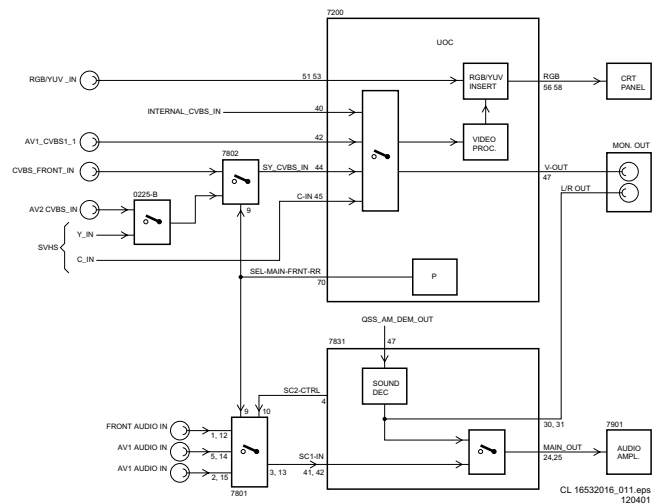 7200
UOC
RGB/YUV _IN
51 53
RGB/YUV
INSERT
RGB
56 58
CRT
PANEL
INTERNAL_CVBS_IN
40
AV1_CVBS1_1
42
VIDEO
PROC.
MON. OUT
7802
CVBS_FRONT_IN
SY_CVBS_IN 44
V-OUT
47
0225-B
L/R OUT
C-IN 45
AV2 CVBS_IN
9
Y_IN
SVHS
C_IN
SEL-MAIN-FRNT-RR
70
P
QSS_AM_DEM_OUT
7831
47
SOUND
DEC
SC2-CTRL
4
9
10
30, 31
FRONT AUDIO IN
1, 12
7901
AV1 AUDIO IN
5, 14
MAIN_OUT
24,25
AUDIO
AMPL.
SC1-IN
41, 42
3, 13
AV1 AUDIO IN
2, 15
7801
CL 16532016_011.eps
120401